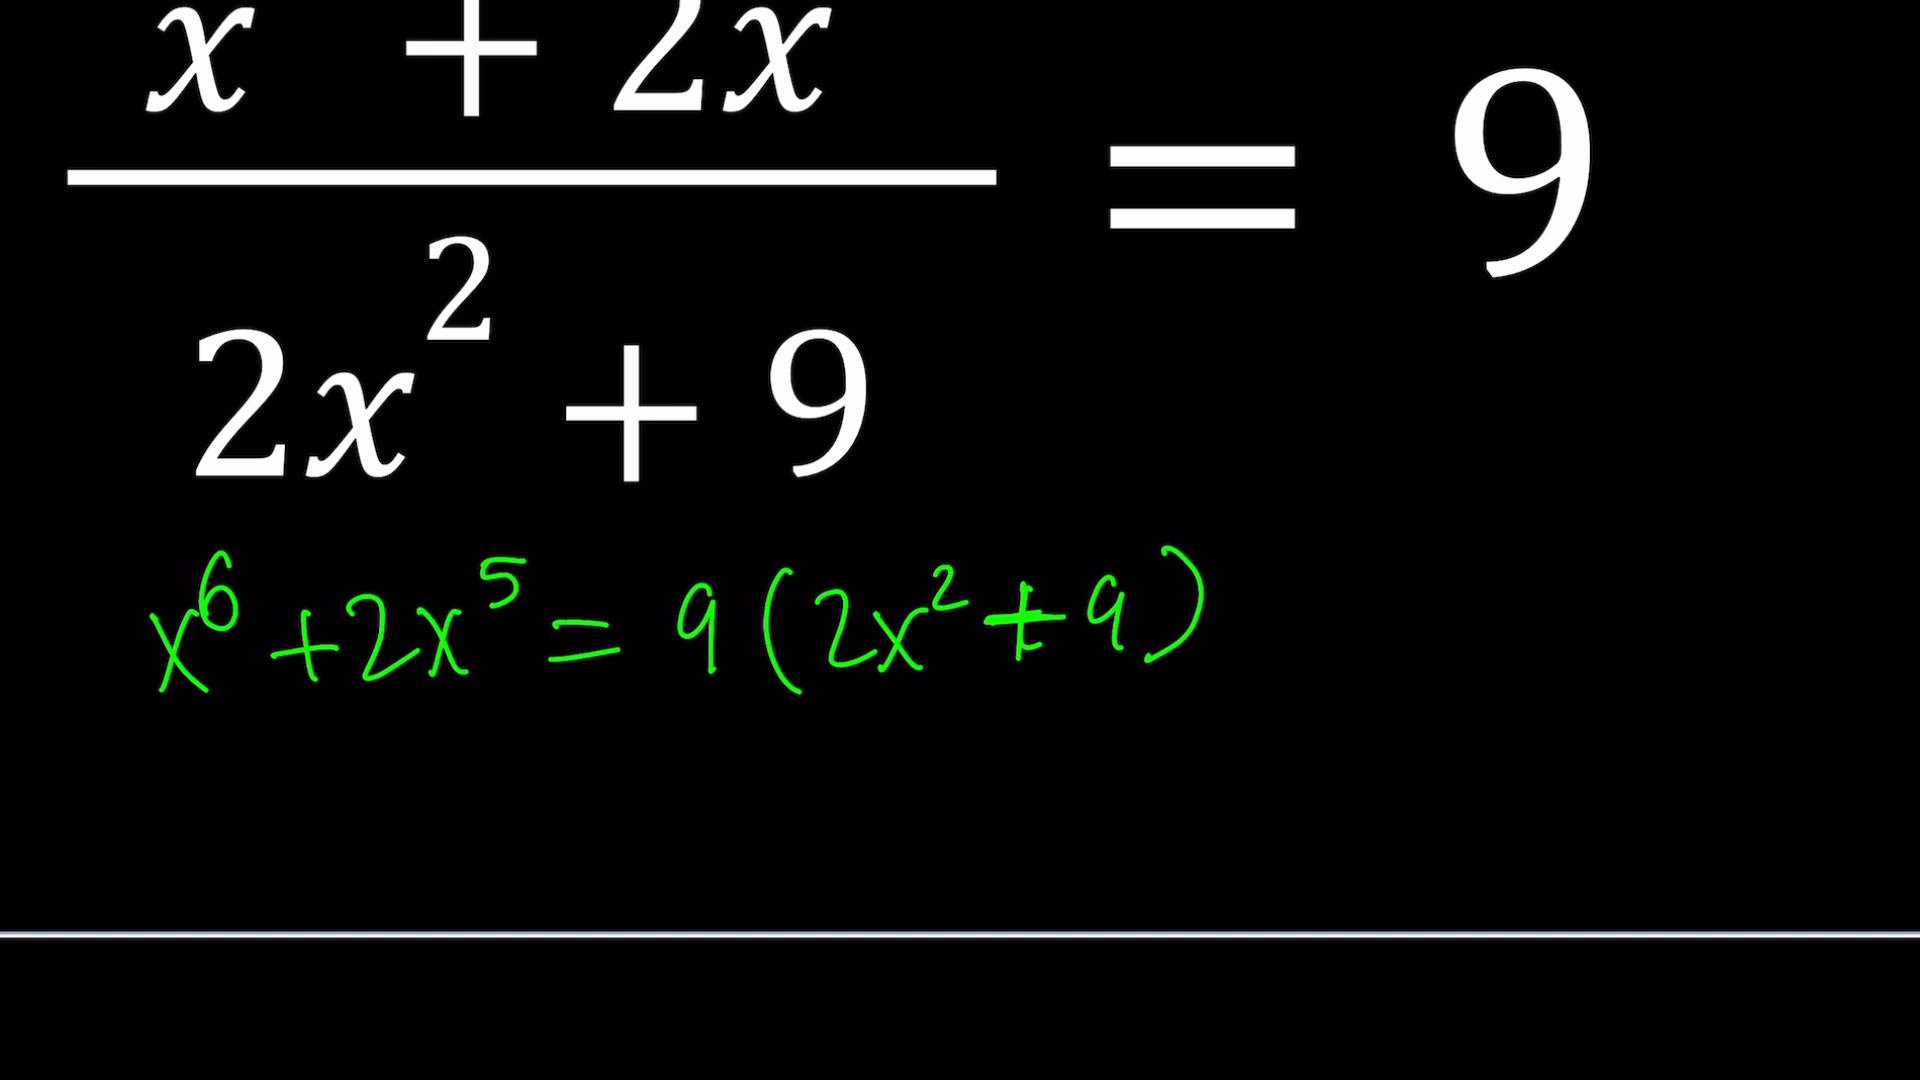 x + 2x
2x² + 9
= 9
x⁶ + 2x⁵ = 9 (2x² + 9)